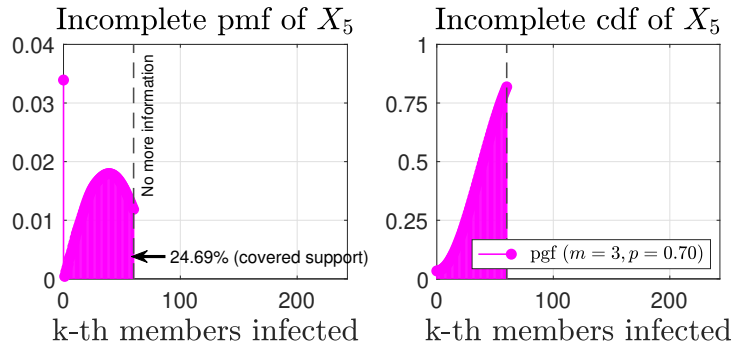 Incomplete pmf of X₅
0.04
0.03
0.02
0.01
0
0
100
200
No more information
24.69% (covered support)
k-th members infected
Incomplete cdf of X₅
1
0.75
0.5
0.25
0
0
100
200
pgf (m = 3, p = 0.70)
k-th members infected